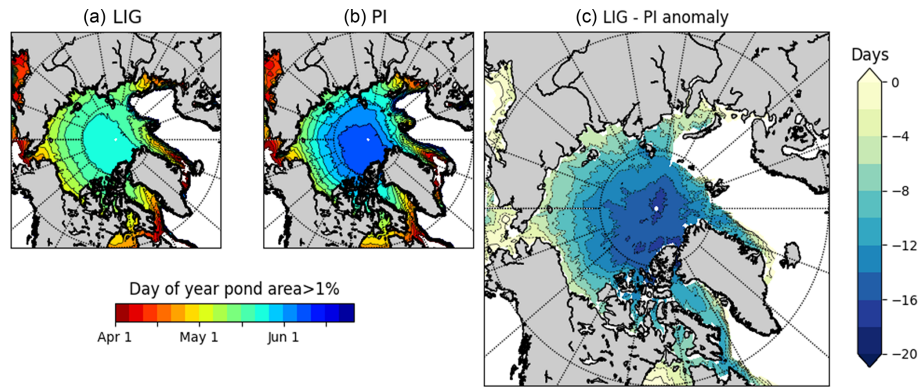 (a) LIG
(b) PI
(c) LIG - PI anomaly
Days
0
−4
−8
−12
−16
−20
Day of year pond area>1%
Apr 1 May 1 Jun 1